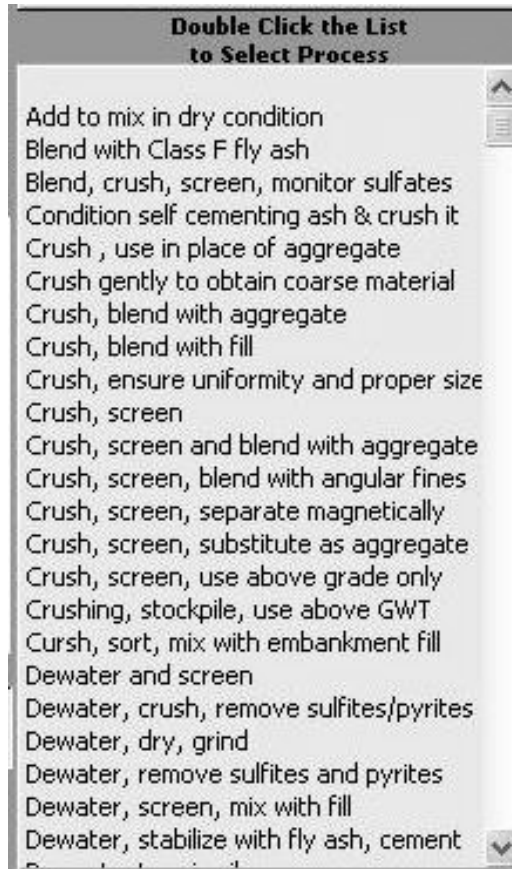 Double Click the List
to Select Process
Add to mix in dry condition
Blend with Class F fly ash
Blend, crush, screen, monitor sulfates
Condition self cementing ash & crush it
Crush , use in place of aggregate
Crush gently to obtain coarse material
Crush, blend with aggregate
Crush, blend with fill
Crush, ensure uniformity and proper size
Crush, screen
Crush, screen and blend with aggregate
Crush, screen, blend with angular fines
Crush, screen, separate magnetically
Crush, screen, substitute as aggregate
Crush, screen, use above grade only
Crushing, stockpile, use above GWT
Cursh, sort, mix with embankment fill
Dewater and screen
Dewater, crush, remove sulfites/pyrites
Dewater, dry, grind
Dewater, remove sulfites and pyrites
Dewater, screen, mix with fill
Dewater, stabilize with fly ash, cement